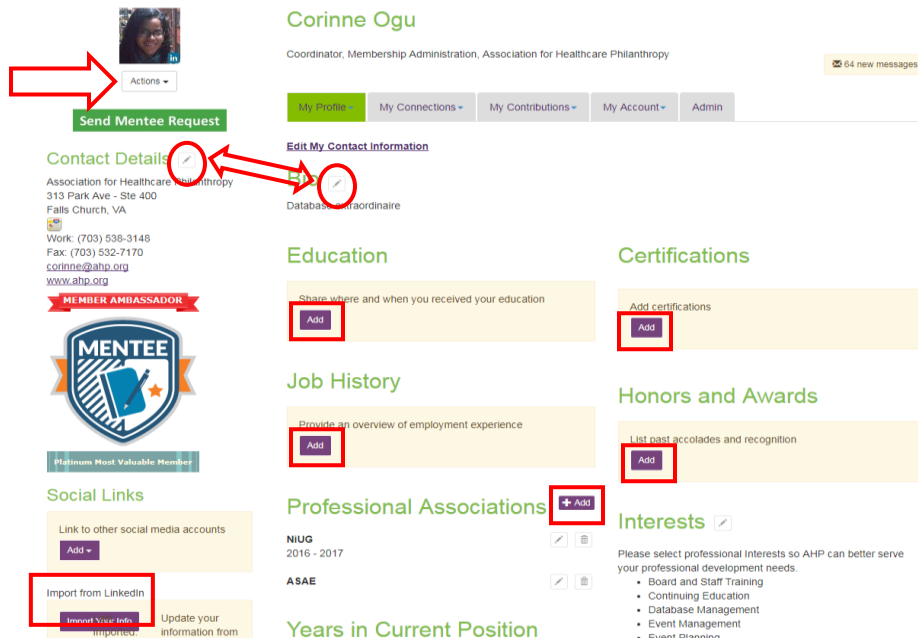 Corinne Ogu
Coordinator, Membership Administration, Association for Healthcare Philanthropy
64 new messages
in
Actions
Send Mentee Request
My Profile
My Connections
My Contributions
My Account
Admin
Edit My Contact Information
Contact Details
Association for Healthcare Philanthropy
313 Park Ave - Ste 400
Falls Church, VA
Work: (703) 538-3148
Fax: (703) 532-7170
corinne@ahp.org
www.ahp.org
MEMBER AMBASSADOR
MENTEE
Platinum Most Valuable Member
Social Links
Link to other social media accounts
Add
Import from LinkedIn
Import Your Info
imported.
Update your
information from
Bio
Database extraordinaire
Education
Share where and when you received your education
Add
Job History
Provide an overview of employment experience
Add
Professional Associations
+ Add
NiUG
2016 - 2017
ASAE
Years in Current Position
Certifications
Add certifications
Add
Honors and Awards
List past accolades and recognition
Add
Interests
Please select professional Interests so AHP can better serve
your professional development needs.
• Board and Staff Training
• Continuing Education
• Database Management
• Event Management
• Event Planning